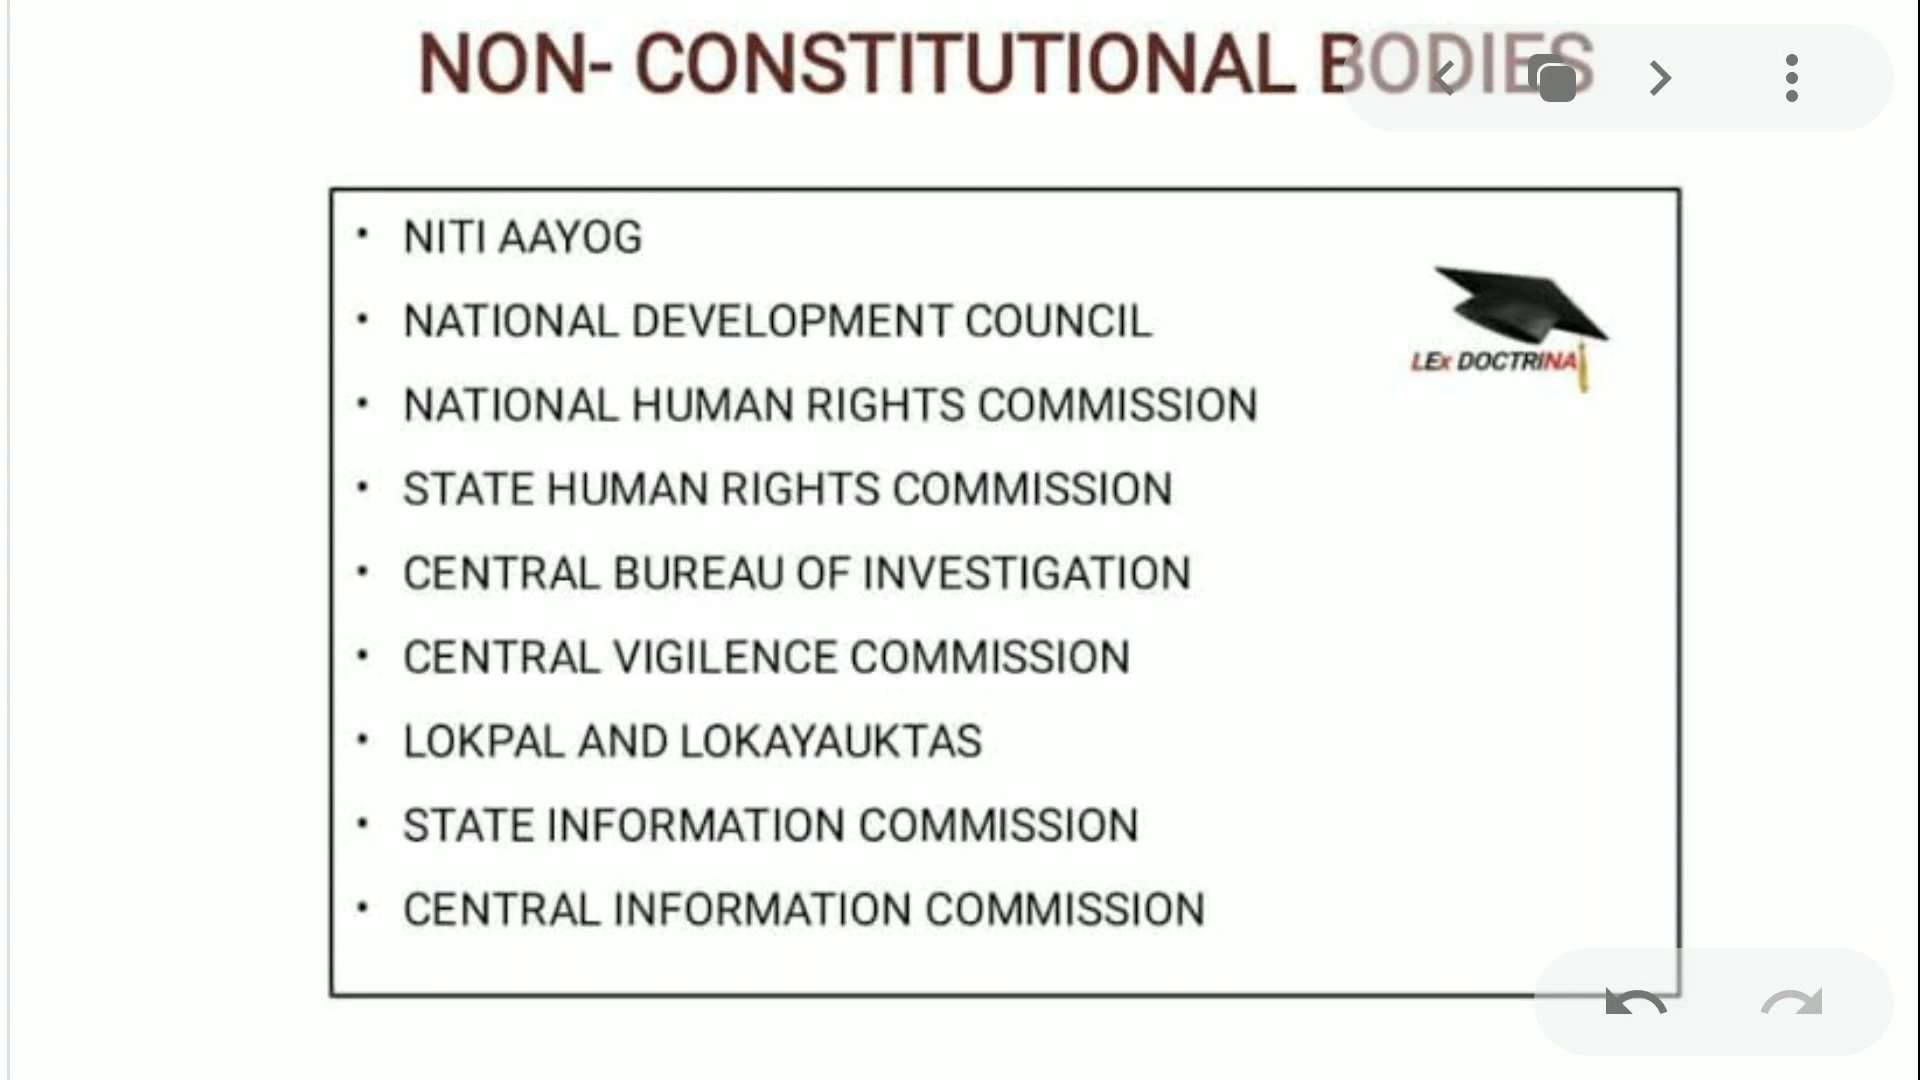 NON- CONSTITUTIONAL BODIES
• NITI AAYOG
• NATIONAL DEVELOPMENT COUNCIL
• NATIONAL HUMAN RIGHTS COMMISSION
• STATE HUMAN RIGHTS COMMISSION
• CENTRAL BUREAU OF INVESTIGATION
• CENTRAL VIGILENCE COMMISSION
• LOKPAL AND LOKAYAUKTAS
• STATE INFORMATION COMMISSION
• CENTRAL INFORMATION COMMISSION
LEx DOCTRINA